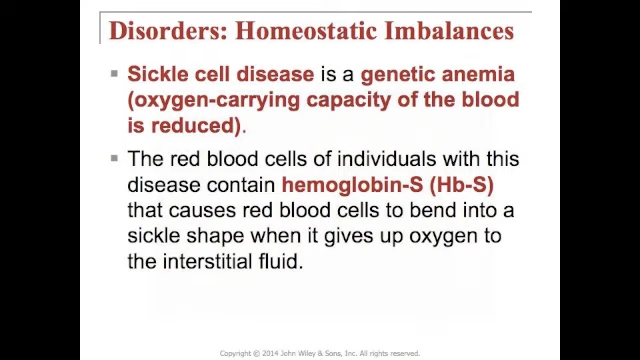 Disorders: Homeostatic Imbalances
Sickle cell disease is a genetic anemia
(oxygen-carrying capacity of the blood
is reduced).
The red blood cells of individuals with this
disease contain hemoglobin-S (Hb-S)
that causes red blood cells to bend into a
sickle shape when it gives up oxygen to
the interstitial fluid.
Copyright © 2014 John Wiley & Sons, Inc. All rights reserved.